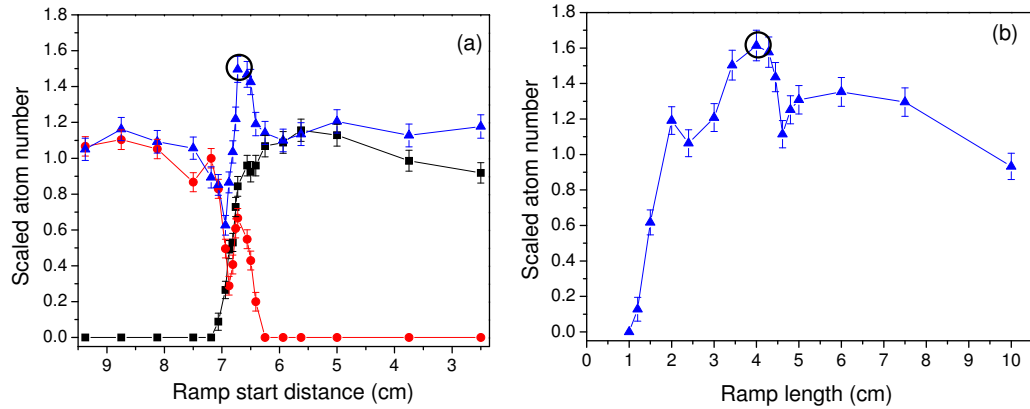 (a)
Scaled atom number
1.8
1.6
1.4
1.2
1.0
0.8
0.6
0.4
0.2
0.0
9 8 7 6 5 4 3
Ramp start distance (cm)
(b)
Scaled atom number
1.8
1.6
1.4
1.2
1.0
0.8
0.6
0.4
0.2
0.0
0 1 2 3 4 5 6 7 8 9 10
Ramp length (cm)